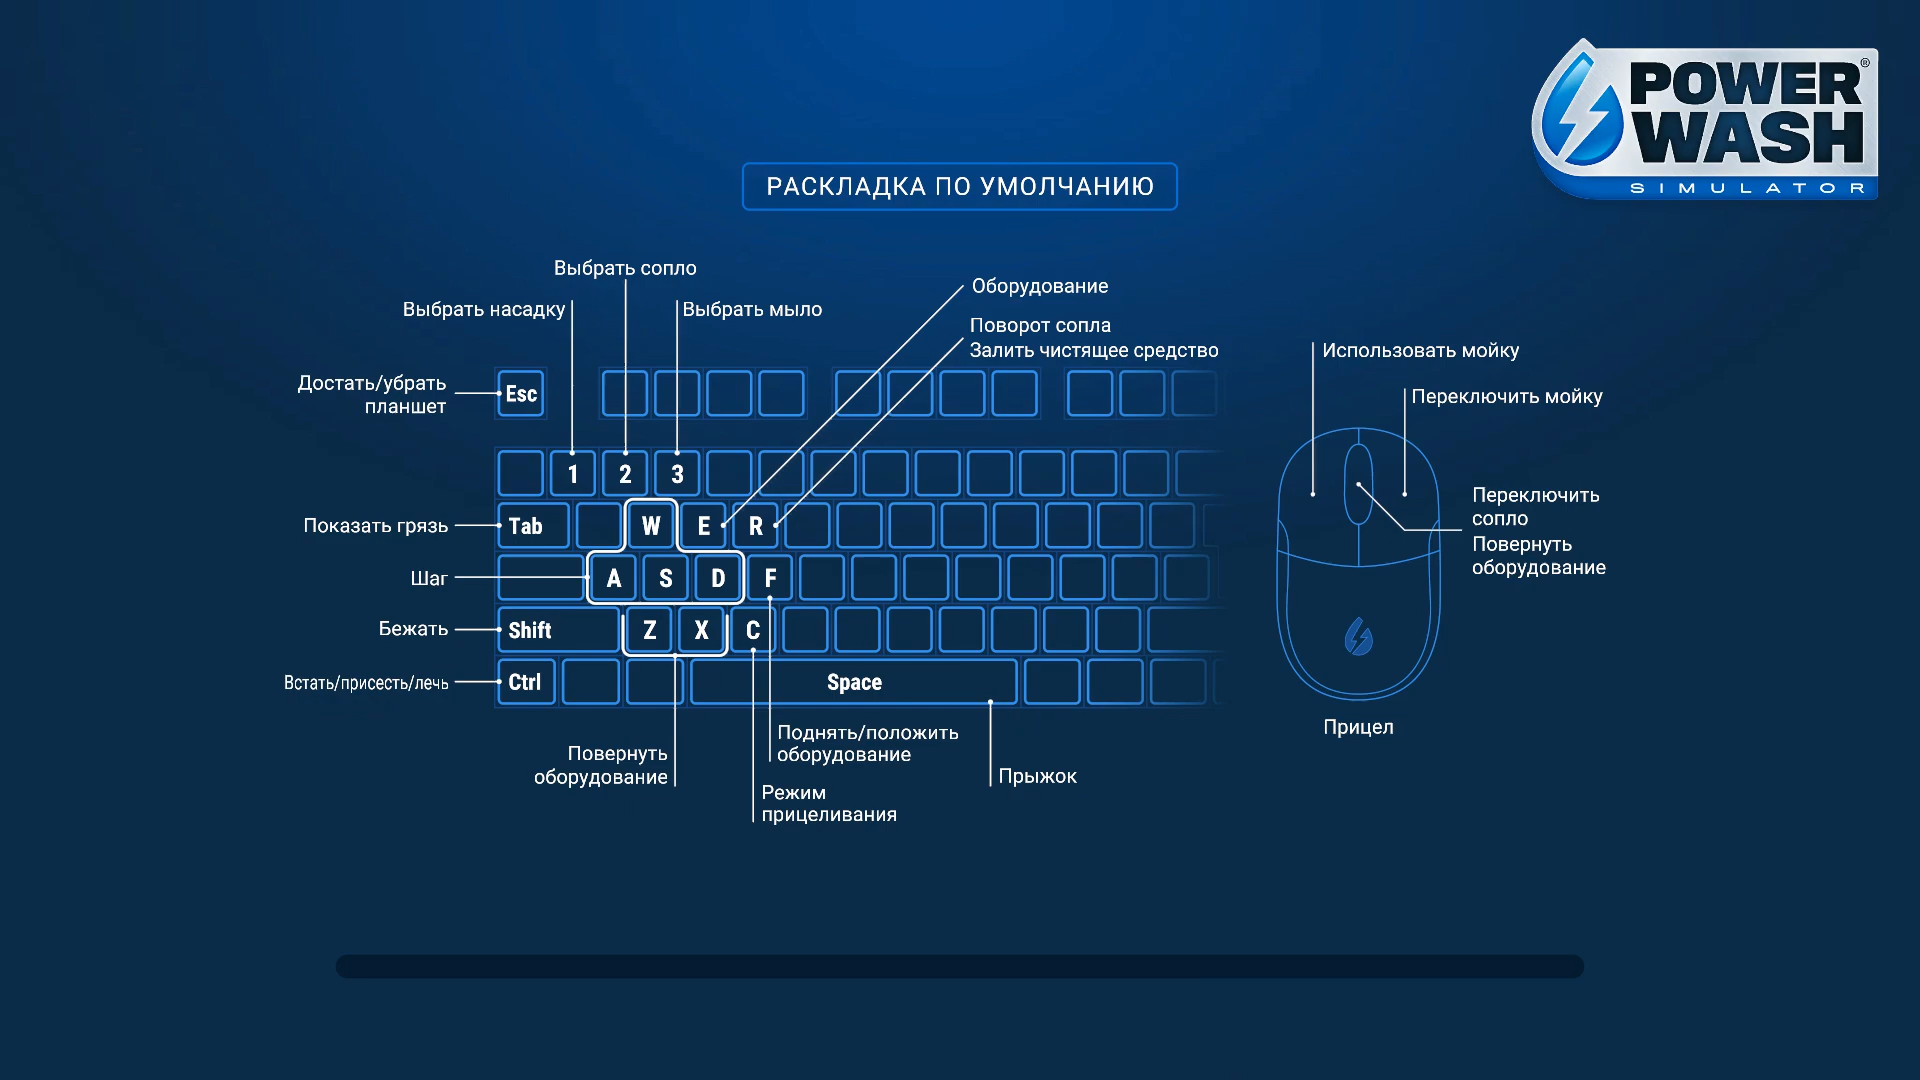 POWER
WASH
SIMULATOR
®
РАСКЛАДКА ПО УМОЛЧАНИЮ
Выбрать сопло
Выбрать насадку
Выбрать мыло
Оборудование
Поворот сопла
Залить чистящее средство
Достать/убрать
планшет
Esc
1 2 3
Показать грязь
Tab W E R
Шаг
A S D F
Бежать
Shift Z X C
Встать/присесть/лечь
Ctrl Space
Повернуть
оборудование
Поднять/положить
оборудование
Режим
прицеливания
Прыжок
Использовать мойку
Переключить мойку
Переключить
сопло
Повернуть
оборудование
Прицел